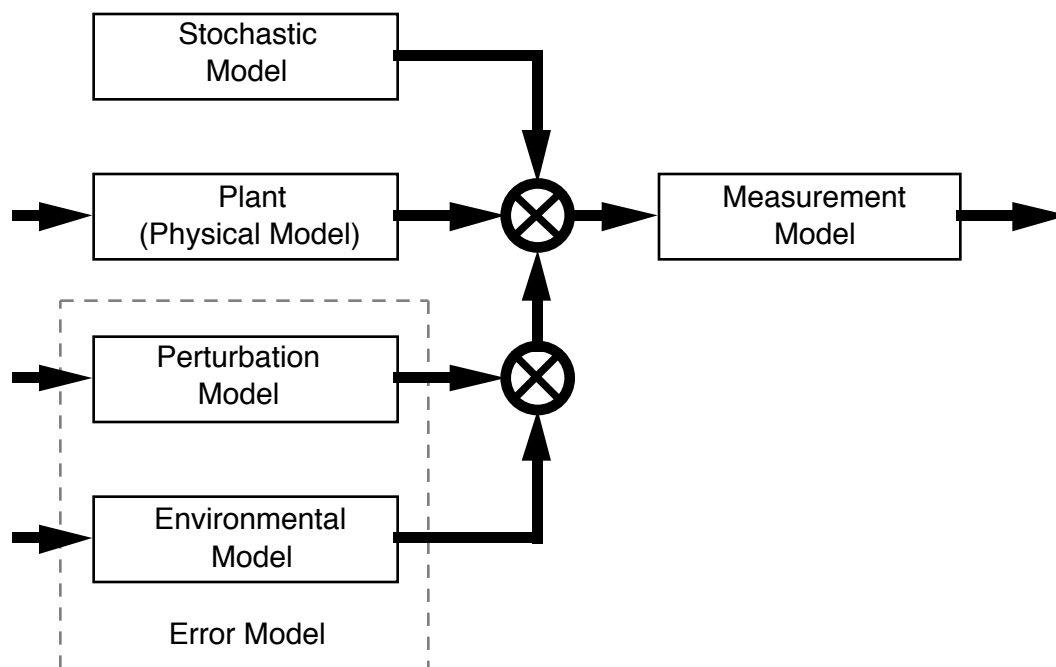 Stochastic
Model
Plant
(Physical Model)
Measurement
Model
Perturbation
Model
Environmental
Model
Error Model